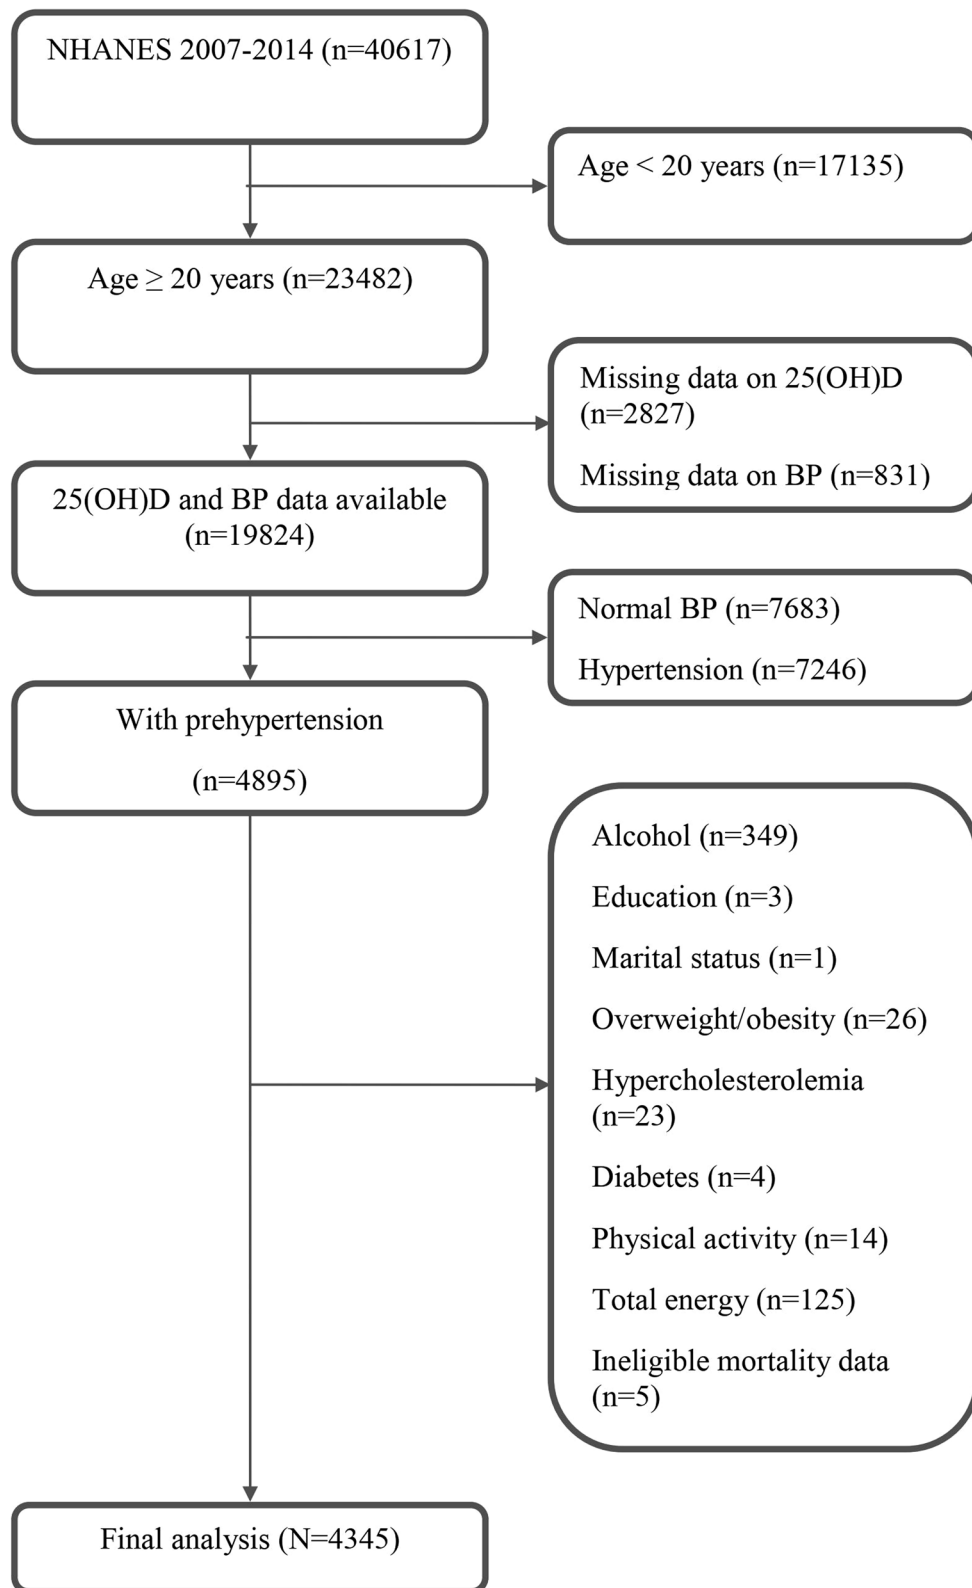 NHANES 2007-2014 (n=40617)
Age < 20 years (n=17135)
Age ≥ 20 years (n=23482)
Missing data on 25(OH)D
(n=2827)
Missing data on BP (n=831)
25(OH)D and BP data available
(n=19824)
Normal BP (n=7683)
Hypertension (n=7246)
With prehypertension
(n=4895)
Alcohol (n=349)
Education (n=3)
Marital status (n=1)
Overweight/obesity (n=26)
Hypercholesterolemia
(n=23)
Diabetes (n=4)
Physical activity (n=14)
Total energy (n=125)
Ineligible mortality data
(n=5)
Final analysis (N=4345)